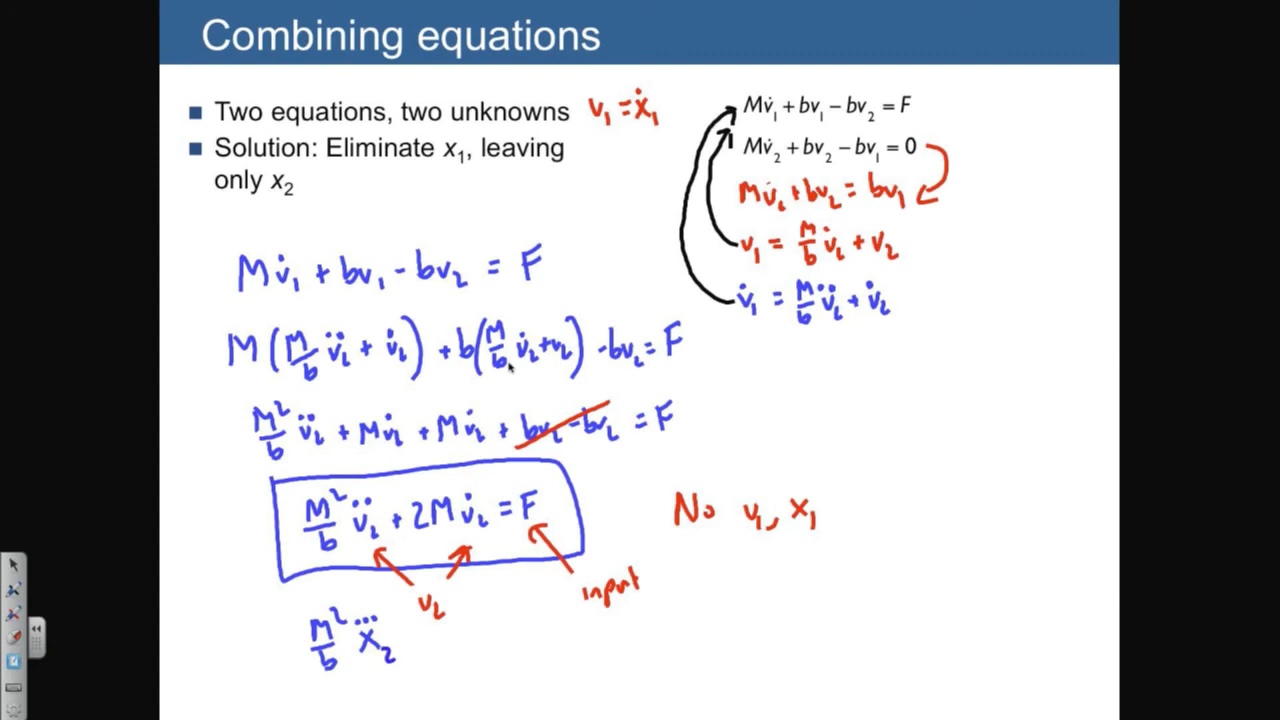 Combining equations
Two equations, two unknowns v₁ = ẋ₁
Solution: Eliminate x₁, leaving
only x₂
Mv̇₁ + bv₁ − bv₂ = F
Mv̇₂ + bv₂ − bv₁ = 0
Mv̇₂ + bv₂ = bv₁
v₁ = M/b v̇₂ + v₂
v̇₁ = M/b v̈₂ + v̇₂
Mv̇₁ + bv₁ - bv₂ = F
M(M/b v̈₂ + v̇₂) + b(M/b v̇₂ + v₂) - bv₂ = F
M²/b v̈₂ + Mv̇₂ + Mv̇₂ + bv₂ - bv₂ = F
M²/b v̈₂ + 2Mv̇₂ = F
No v₁, x₁
v₂
input
M²/b x⃛₂